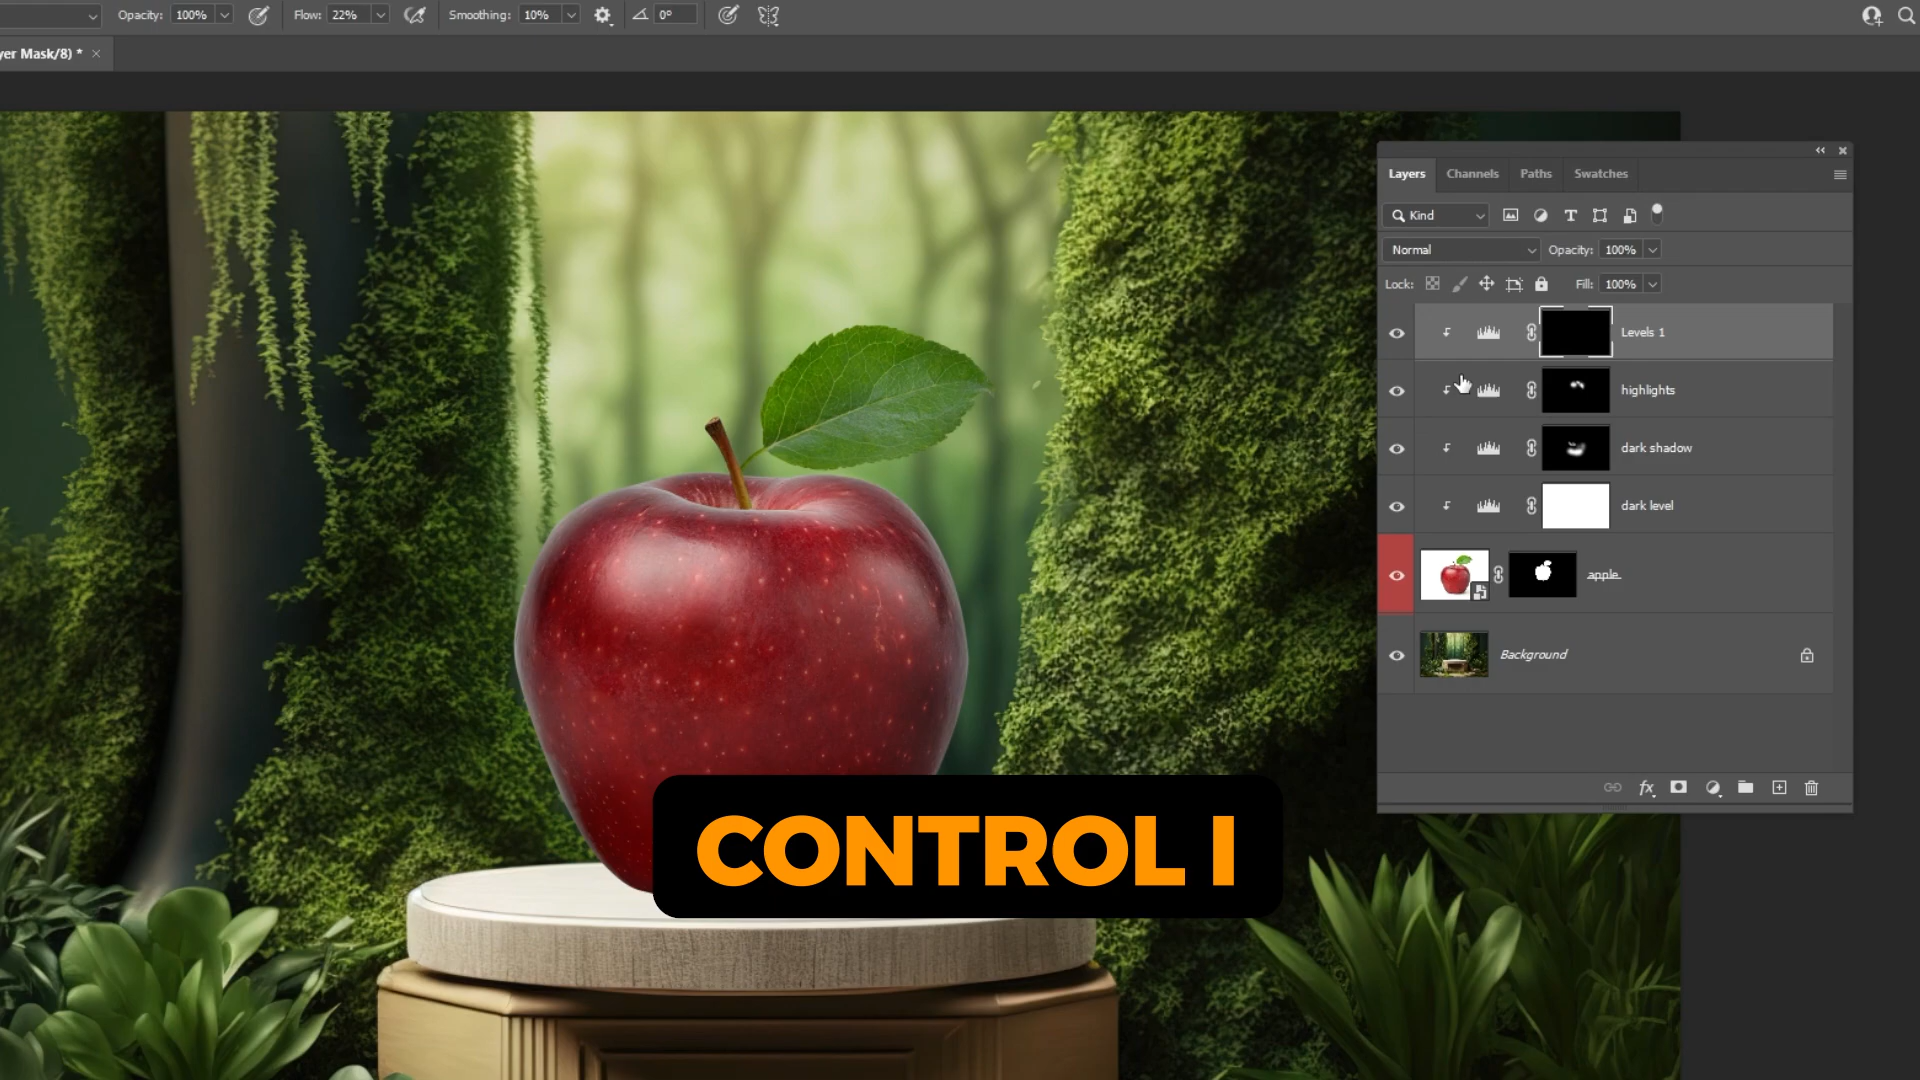 Opacity: 100% Flow: 22% Smoothing: 10% 0°
yer Mask/8) *
Layers Channels Paths Swatches
Kind
Normal Opacity: 100%
Lock: Fill: 100%
Levels 1
highlights
dark shadow
dark level
apple
Background
fx
CONTROL I